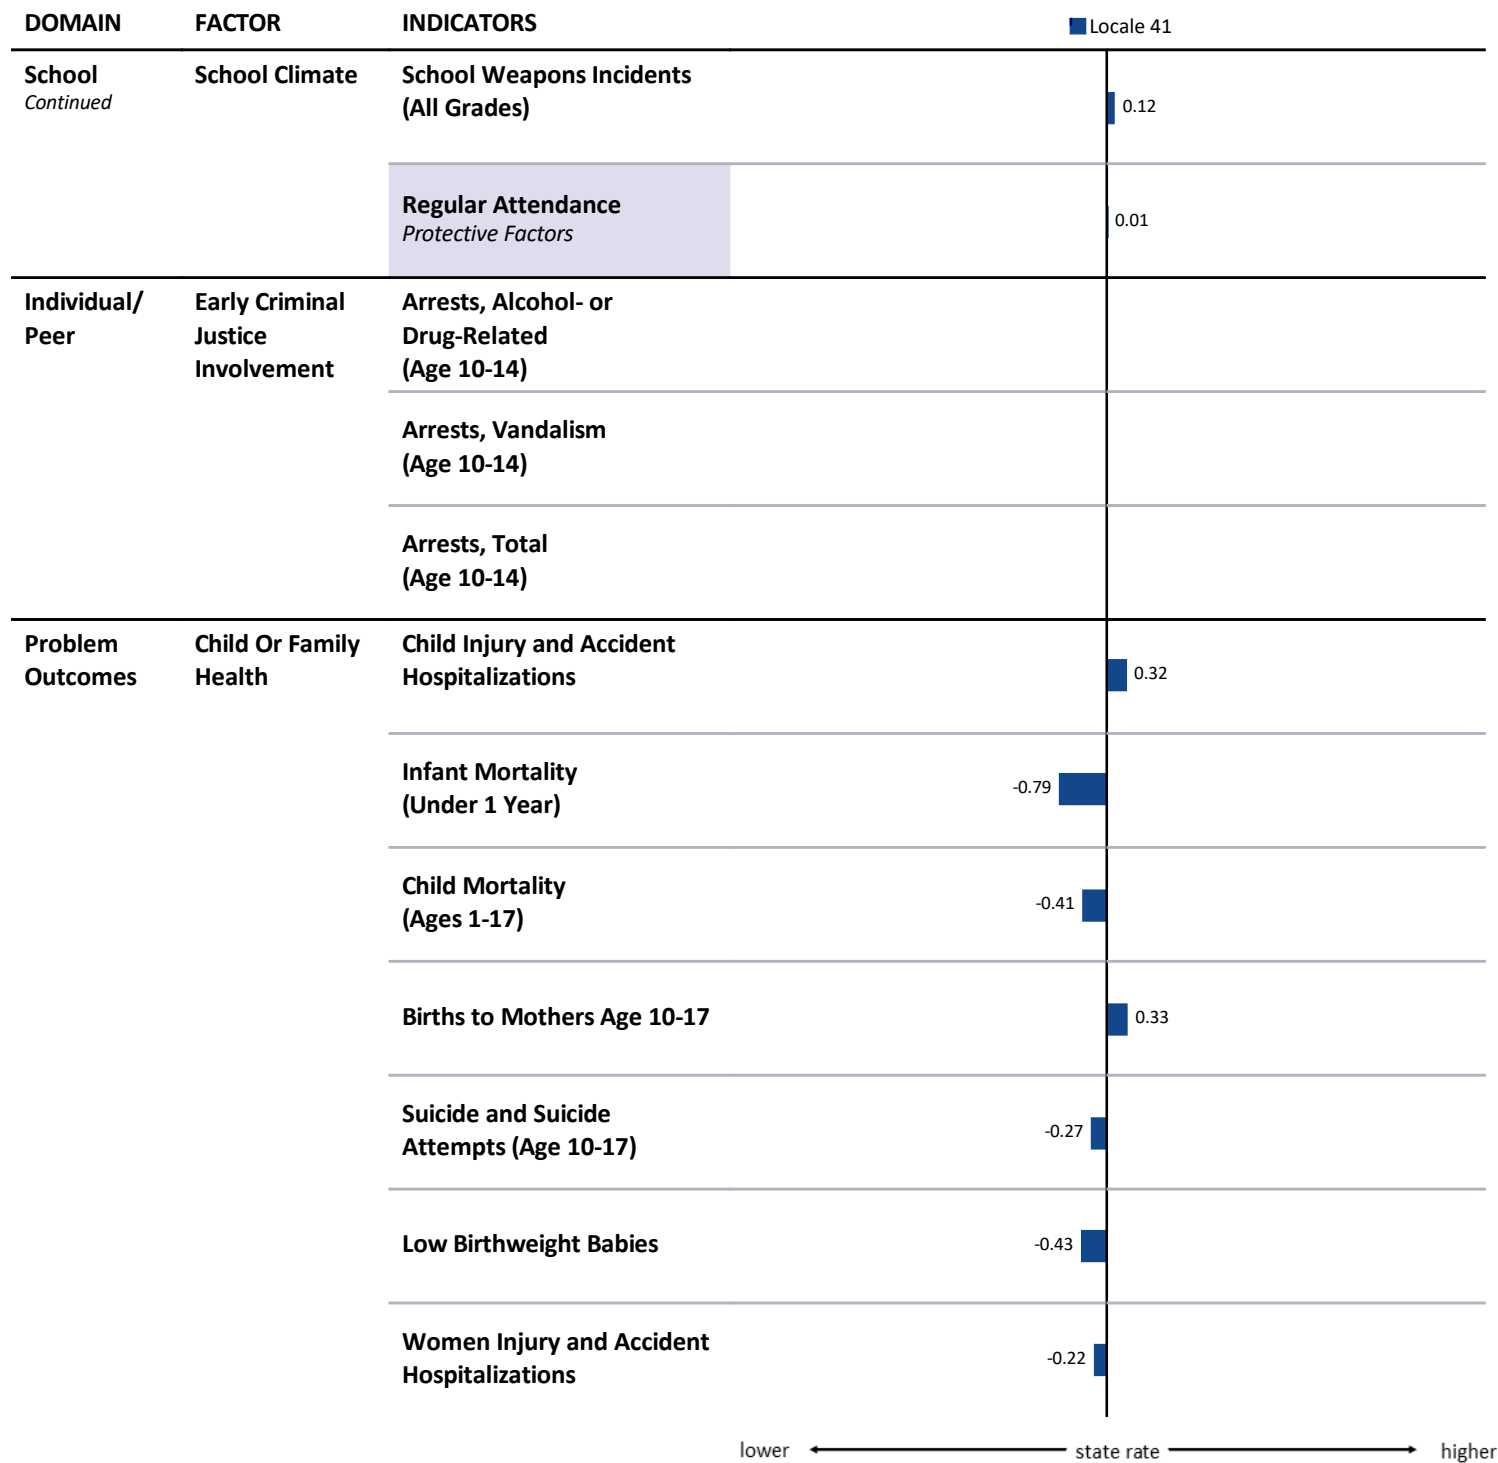 DOMAIN FACTOR INDICATORS Locale 41
School School Climate School Weapons Incidents
Continued (All Grades) 0.12
Regular Attendance
Protective Factors 0.01
Individual/ Early Criminal Arrests, Alcohol- or
Peer Justice Drug-Related
Involvement (Age 10-14)
Arrests, Vandalism
(Age 10-14)
Arrests, Total
(Age 10-14)
Problem Child Or Family Child Injury and Accident
Outcomes Health Hospitalizations 0.32
Infant Mortality
(Under 1 Year) -0.79
Child Mortality
(Ages 1-17) -0.41
Births to Mothers Age 10-17 0.33
Suicide and Suicide
Attempts (Age 10-17) -0.27
Low Birthweight Babies -0.43
Women Injury and Accident
Hospitalizations -0.22
lower state rate higher